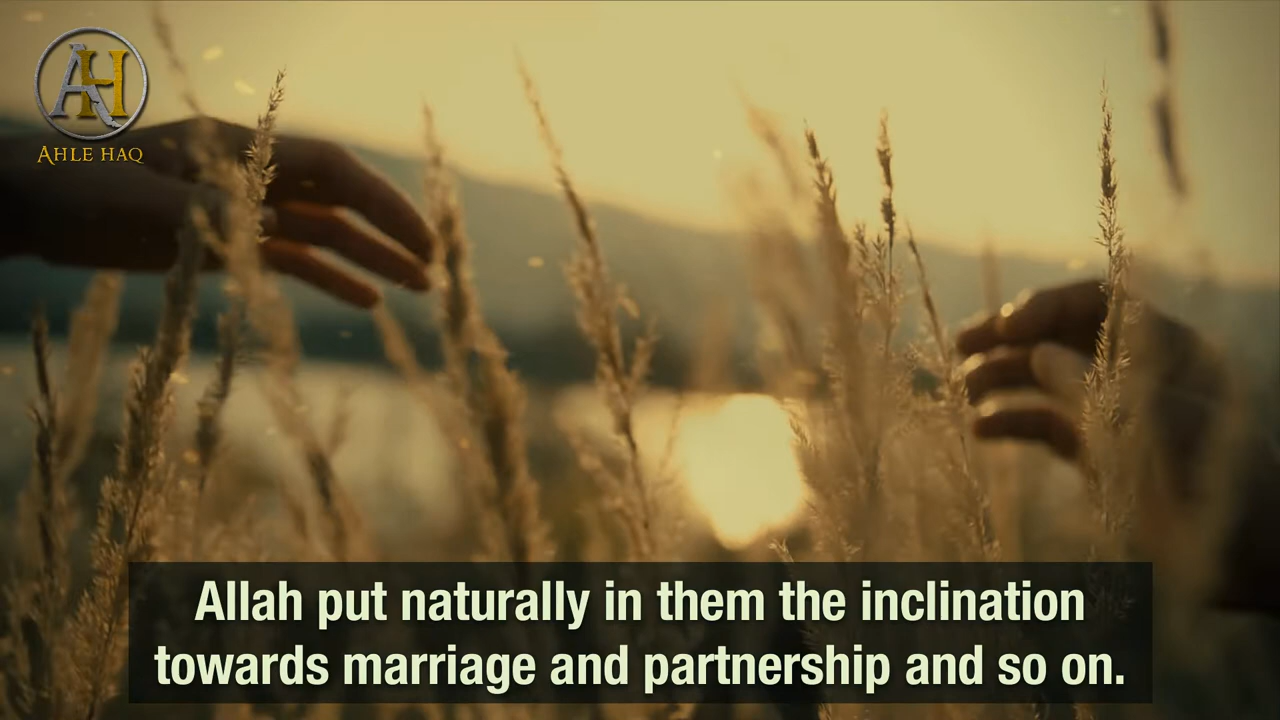 AH
AHLE HAQ
Allah put naturally in them the inclination
towards marriage and partnership and so on.